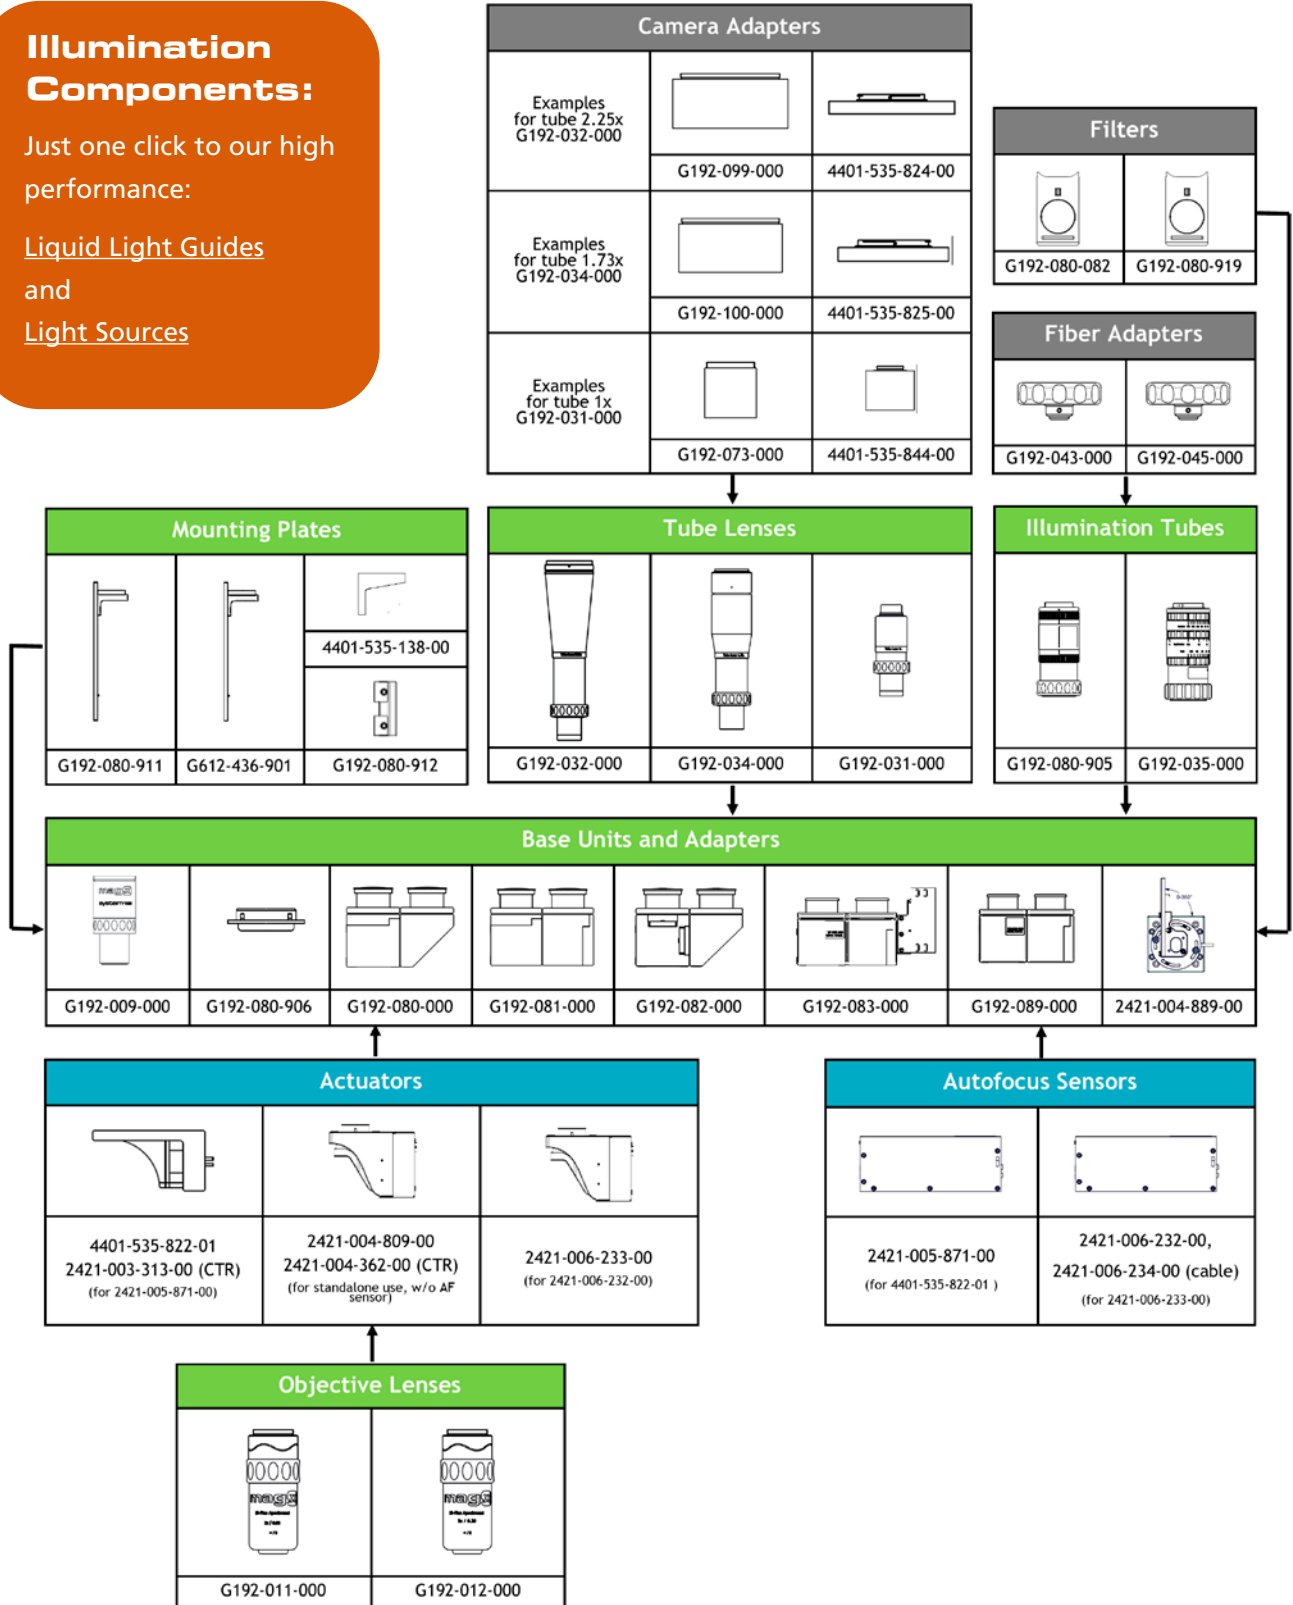 Illumination
Components:
Just one click to our high
performance:
Liquid Light Guides
and
Light Sources
Camera Adapters
Examples
for tube 2.25x
G192-032-000
G192-099-000
4401-535-824-00
Examples
for tube 1.73x
G192-034-000
G192-100-000
4401-535-825-00
Examples
for tube 1x
G192-031-000
G192-073-000
4401-535-844-00
Filters
G192-080-082
G192-080-919
Fiber Adapters
G192-043-000
G192-045-000
Mounting Plates
4401-535-138-00
G192-080-911
G612-436-901
G192-080-912
Tube Lenses
G192-032-000
G192-034-000
G192-031-000
Illumination Tubes
G192-080-905
G192-035-000
Base Units and Adapters
mags
systemres
G192-009-000
G192-080-906
G192-080-000
G192-081-000
G192-082-000
G192-083-000
G192-089-000
2421-004-889-00
Actuators
4401-535-822-01
2421-003-313-00 (CTR)
(for 2421-005-871-00)
2421-004-809-00
2421-004-362-00 (CTR)
(for standalone use, w/o AF
sensor)
2421-006-233-00
(for 2421-006-232-00)
Autofocus Sensors
2421-005-871-00
(for 4401-535-822-01 )
2421-006-232-00,
2421-006-234-00 (cable)
(for 2421-006-233-00)
Objective Lenses
mags
mags
G192-011-000
G192-012-000